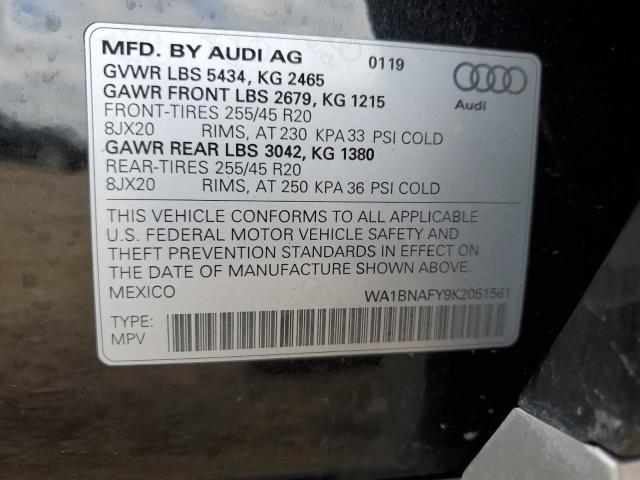 MFD. BY AUDI AG 0119
GVWR LBS 5434, KG 2465
GAWR FRONT LBS 2679, KG 1215
FRONT-TIRES 255/45 R20
8JX20 RIMS, AT 230 KPA 33 PSI COLD
GAWR REAR LBS 3042, KG 1380
REAR-TIRES 255/45 R20
8JX20 RIMS, AT 250 KPA 36 PSI COLD
Audi
THIS VEHICLE CONFORMS TO ALL APPLICABLE
U.S. FEDERAL MOTOR VEHICLE SAFETY AND
THEFT PREVENTION STANDARDS IN EFFECT ON
THE DATE OF MANUFACTURE SHOWN ABOVE.
MEXICO WA1BNAFY9K2051561
TYPE:
MPV